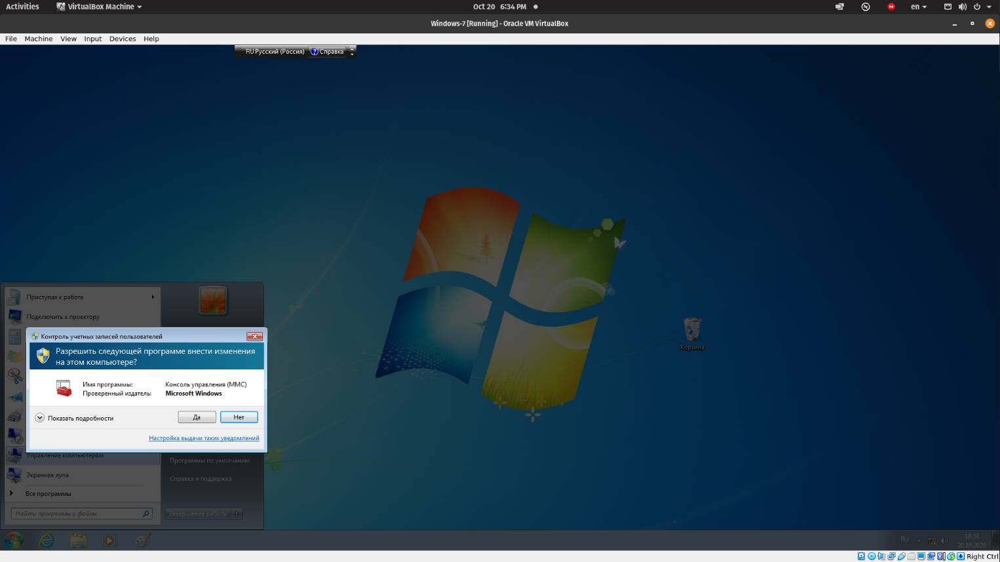 Activities
VirtualBox Machine
Oct 20 6:34 PM
en
Windows-7 [Running] - Oracle VM VirtualBox
File Machine View Input Devices Help
RU Русский (Россия) Справка
Корзина
Приступая к работе
Подключить к проектору
Контроль учетных записей пользователей
Разрешить следующей программе внести изменения
на этом компьютере?
Имя программы: Консоль управления (MMC)
Проверенный издатель: Microsoft Windows
Показать подробности
Да
Нет
Настройка выдачи таких уведомлений
Управление компьютером
Экранная лупа
Все программы
Найти программы и файлы
Программы по умолчанию
Справка и поддержка
Завершение работы
RU
18:34
20.10.2020
Right Ctrl